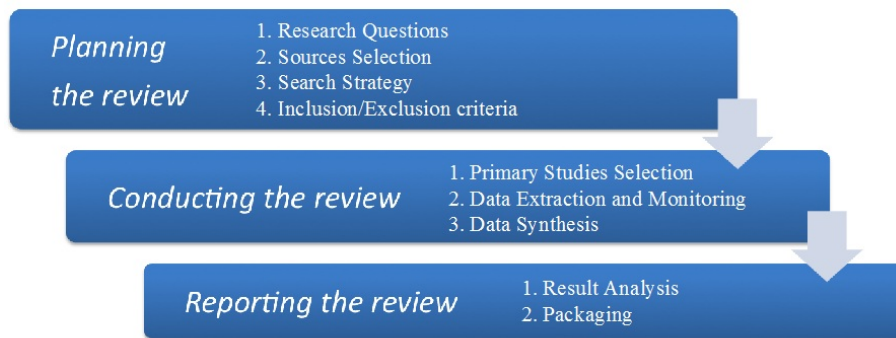 Planning
the review
1. Research Questions
2. Sources Selection
3. Search Strategy
4. Inclusion/Exclusion criteria
Conducting the review
1. Primary Studies Selection
2. Data Extraction and Monitoring
3. Data Synthesis
Reporting the review
1. Result Analysis
2. Packaging